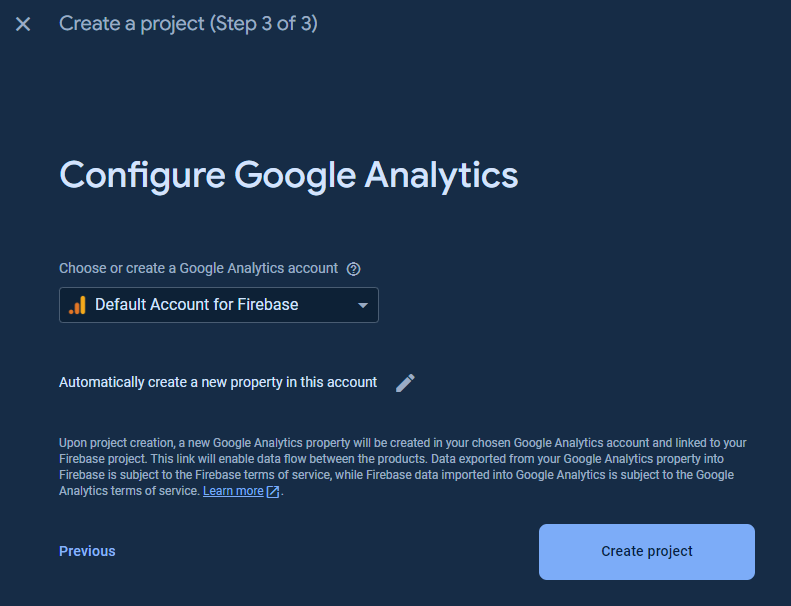 Create a project (Step 3 of 3)
Configure Google Analytics
Choose or create a Google Analytics account
Default Account for Firebase
Automatically create a new property in this account
Upon project creation, a new Google Analytics property will be created in your chosen Google Analytics account and linked to your
Firebase project. This link will enable data flow between the products. Data exported from your Google Analytics property into
Firebase is subject to the Firebase terms of service, while Firebase data imported into Google Analytics is subject to the Google
Analytics terms of service. Learn more.
Previous
Create project